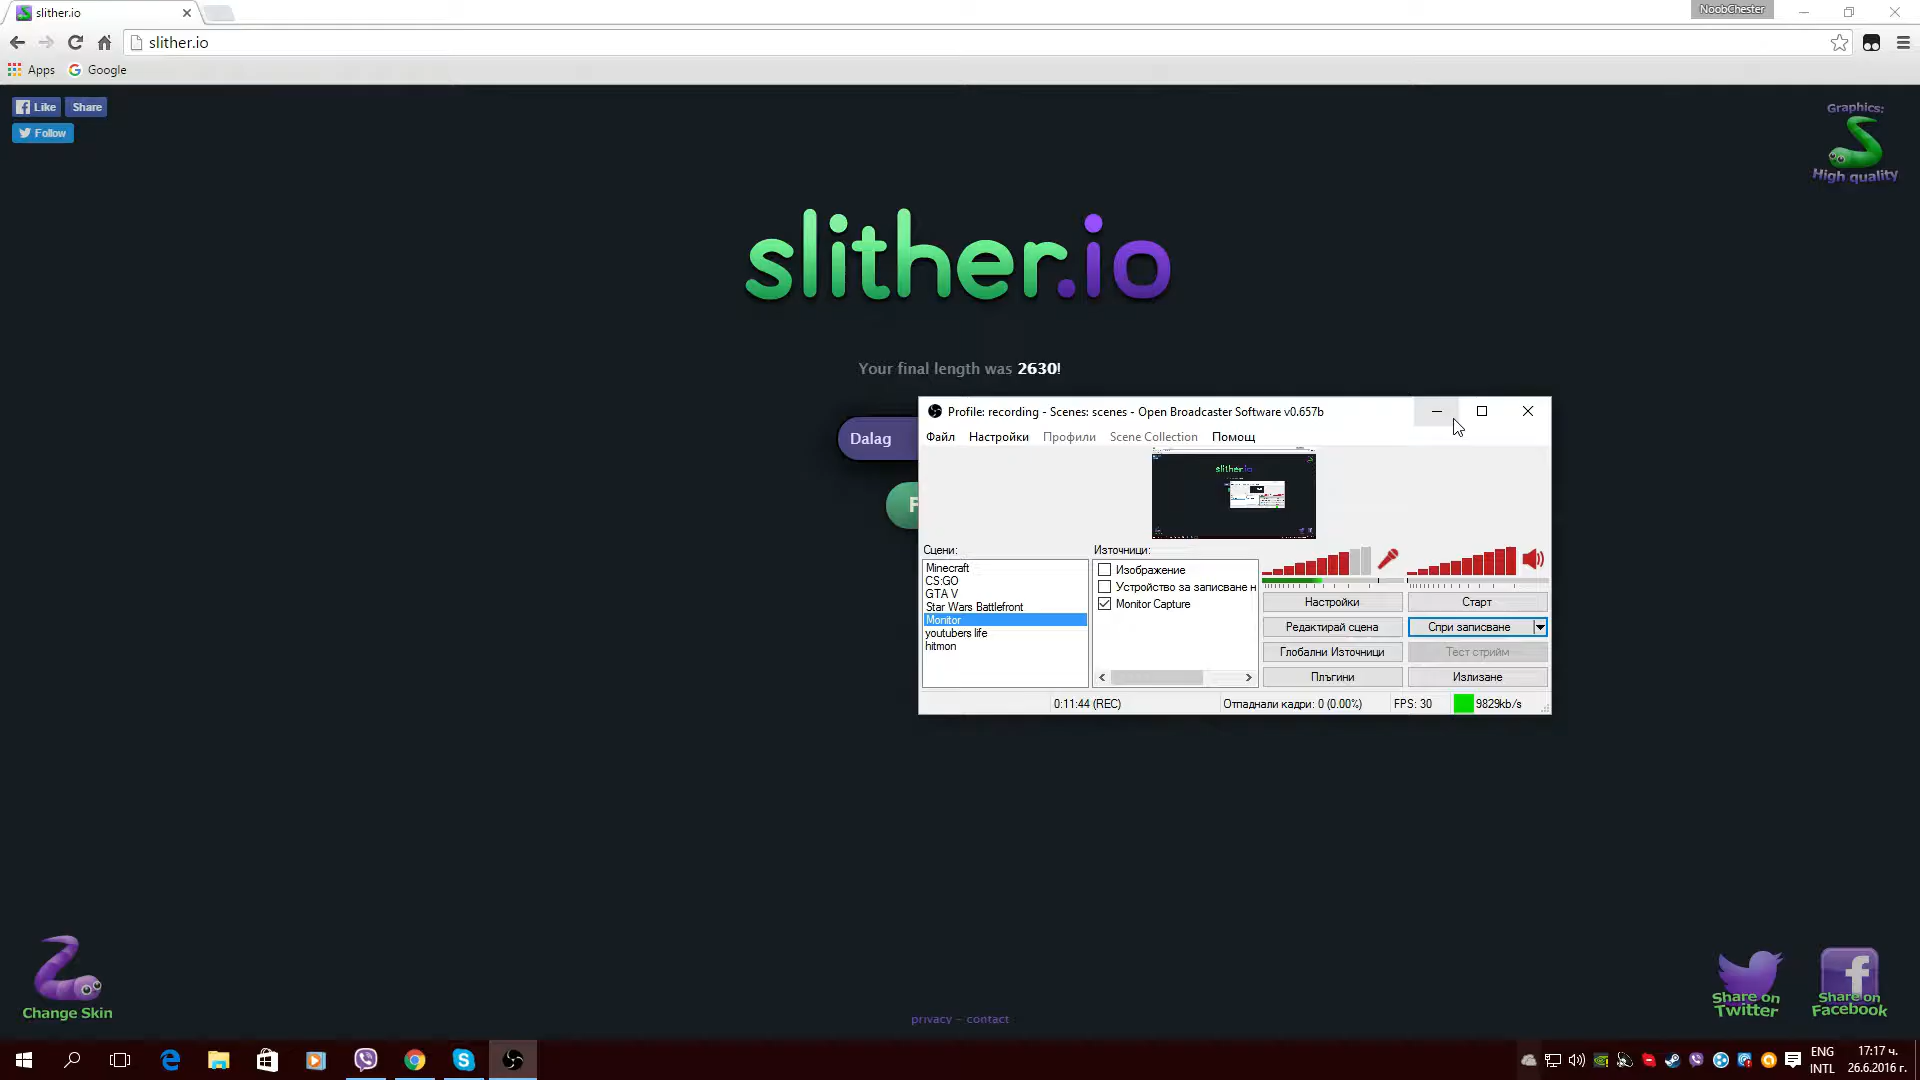 slither.io
NoobChester
slither.io
Apps
Google
Like
Share
Follow
Graphics:
High quality
slither.io
Your final length was 2630!
Dalag
Profile: recording - Scenes: scenes - Open Broadcaster Software v0.657b
Файл
Настройки
Профили
Scene Collection
Помощ
slither.io
Сцени:
Minecraft
CS:GO
GTA V
Star Wars Battlefront
Monitor
youtubers life
hitmon
Източници:
Изображение
Устройство за записване н
Monitor Capture
Настройки
Старт
Редактирай сцена
Спри записване
Глобални Източници
Тест стрийм
Плъгини
Излизане
0:11:44 (REC)
Отпаднали кадри: 0 (0.00%)
FPS: 30
9829kb/s
Change Skin
privacy – contact
Share on
Twitter
Share on
Facebook
ENG
INTL
17:17 ч.
26.6.2016 г.